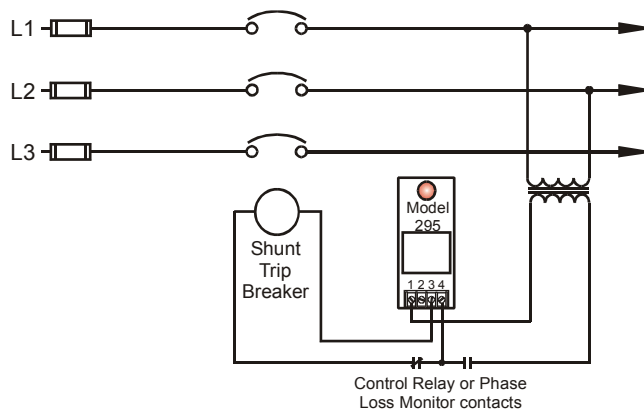 L1
L2
L3
Model
295
1 2 3 4
Shunt
Trip
Breaker
Control Relay or Phase
Loss Monitor contacts